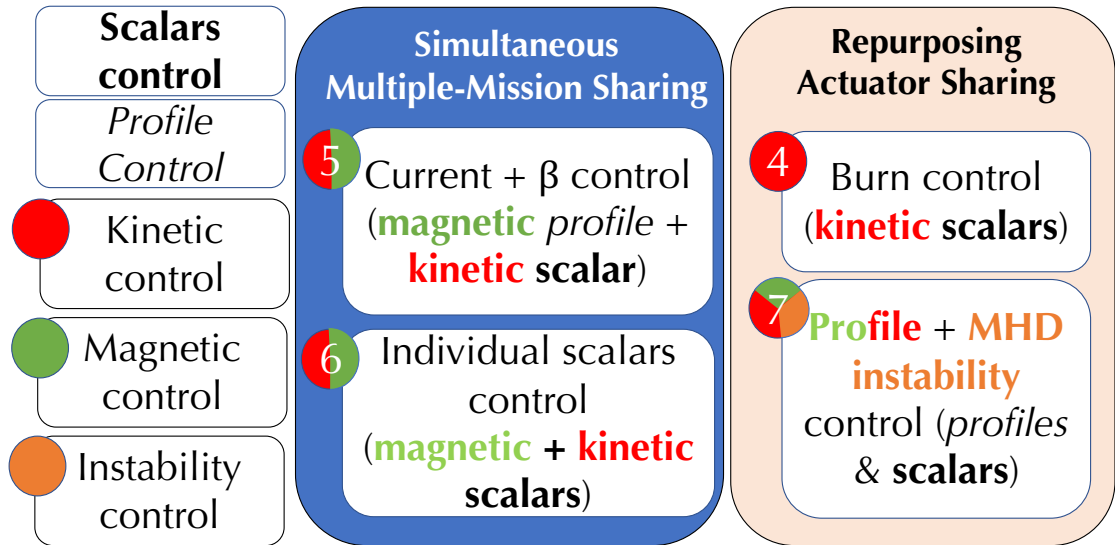 Scalars
control
Profile
Control
Kinetic
control
Magnetic
control
Instability
control
Simultaneous
Multiple-Mission Sharing
5
Current + β control
(magnetic profile +
kinetic scalar)
6
Individual scalars
control
(magnetic + kinetic
scalars)
Repurposing
Actuator Sharing
4
Burn control
(kinetic scalars)
7
Profile + MHD
instability
control (profiles
& scalars)